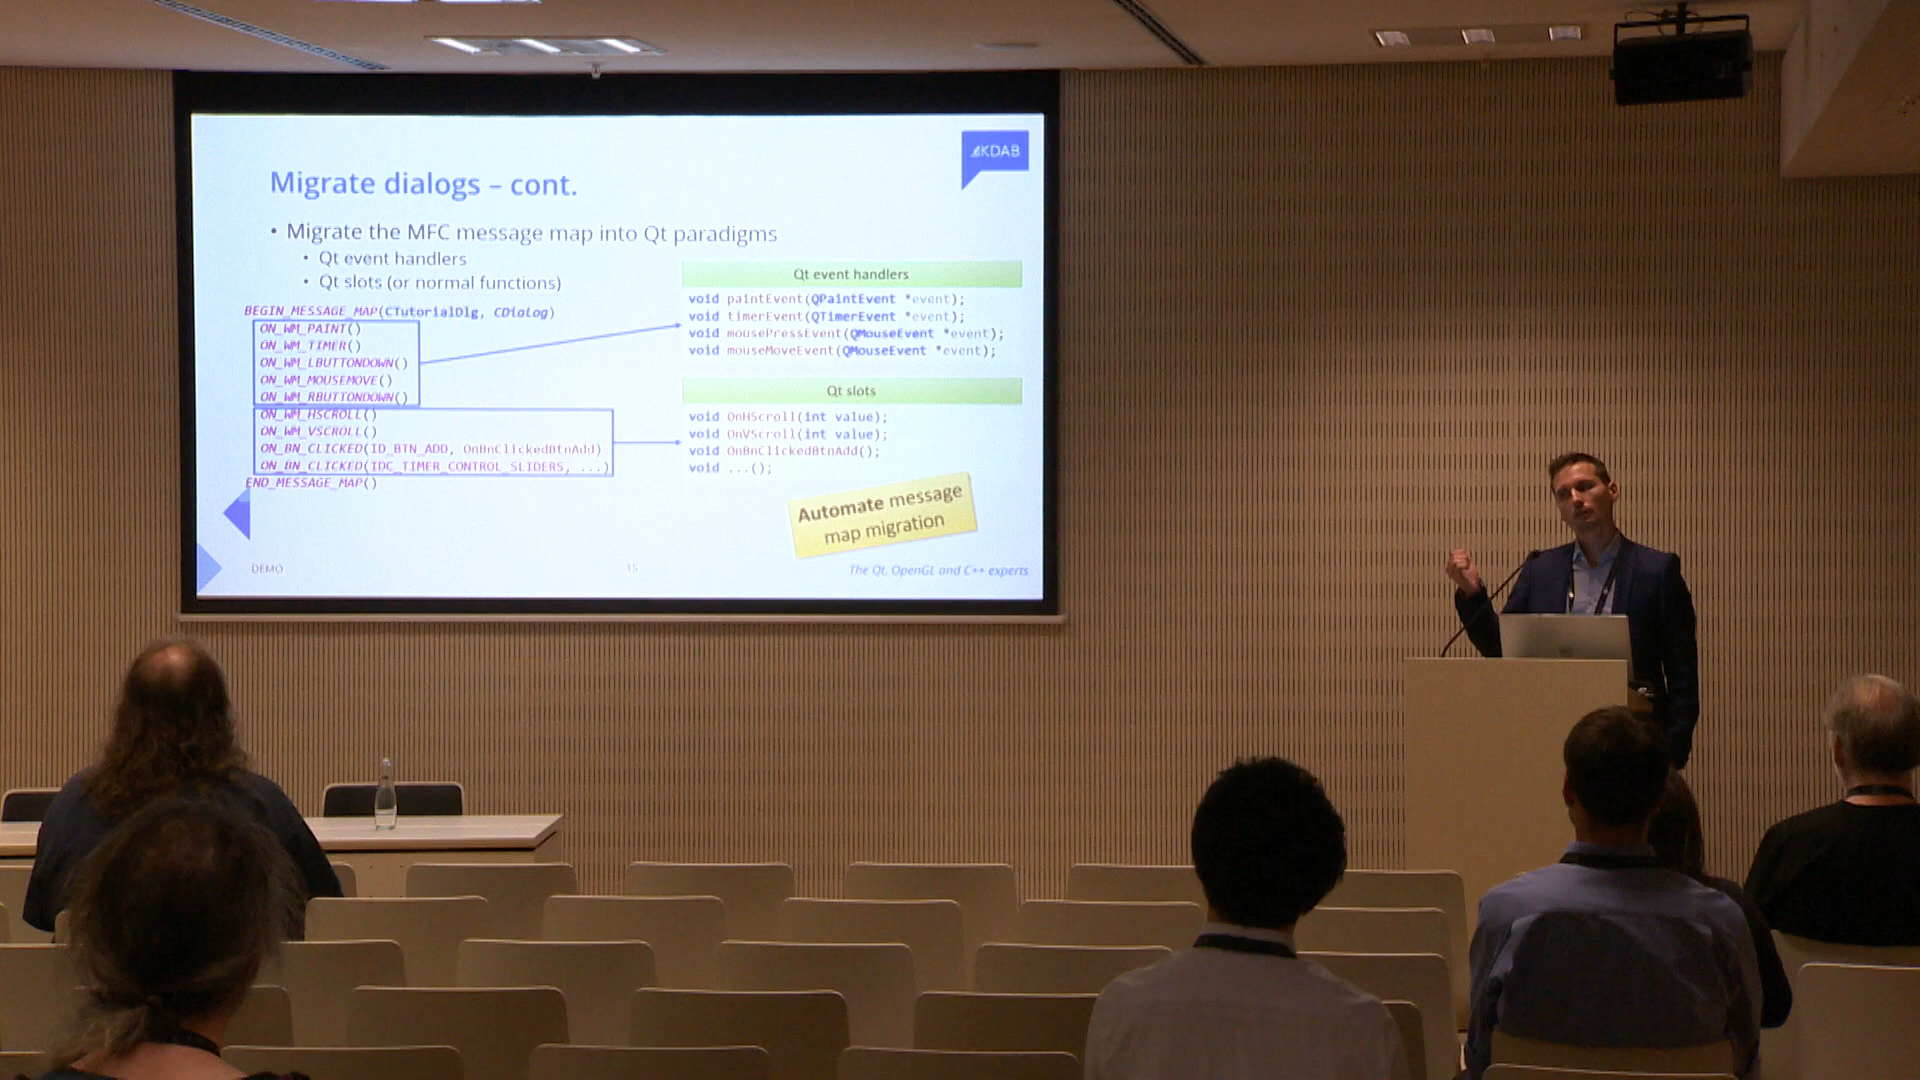 KDAB
Migrate dialogs – cont.
• Migrate the MFC message map into Qt paradigms
• Qt event handlers
• Qt slots (or normal functions)
BEGIN_MESSAGE_MAP(CTutorialDlg, CDialog)
ON_WM_PAINT()
ON_WM_TIMER()
ON_WM_LBUTTONDOWN()
ON_WM_MOUSEMOVE()
ON_WM_RBUTTONDOWN()
ON_WM_HSCROLL()
ON_WM_VSCROLL()
ON_BN_CLICKED(ID_BTN_ADD, OnBnClickedBtnAdd)
ON_BN_CLICKED(IDC_TIMER_CONTROL_SLIDERS, ...)
END_MESSAGE_MAP()
Qt event handlers
void paintEvent(QPaintEvent *event);
void timerEvent(QTimerEvent *event);
void mousePressEvent(QMouseEvent *event);
void mouseMoveEvent(QMouseEvent *event);
Qt slots
void OnHScroll(int value);
void OnVScroll(int value);
void OnBnClickedBtnAdd();
void ...();
Automate message
map migration
DEMO
15
The Qt, OpenGL and C++ experts